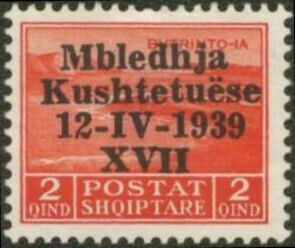 BUTRINTO-IA
Mbledhja
Kushtetuëse
12-IV-1939
XVII
2 POSTAT 2
QIND SHQIPTARE QIND